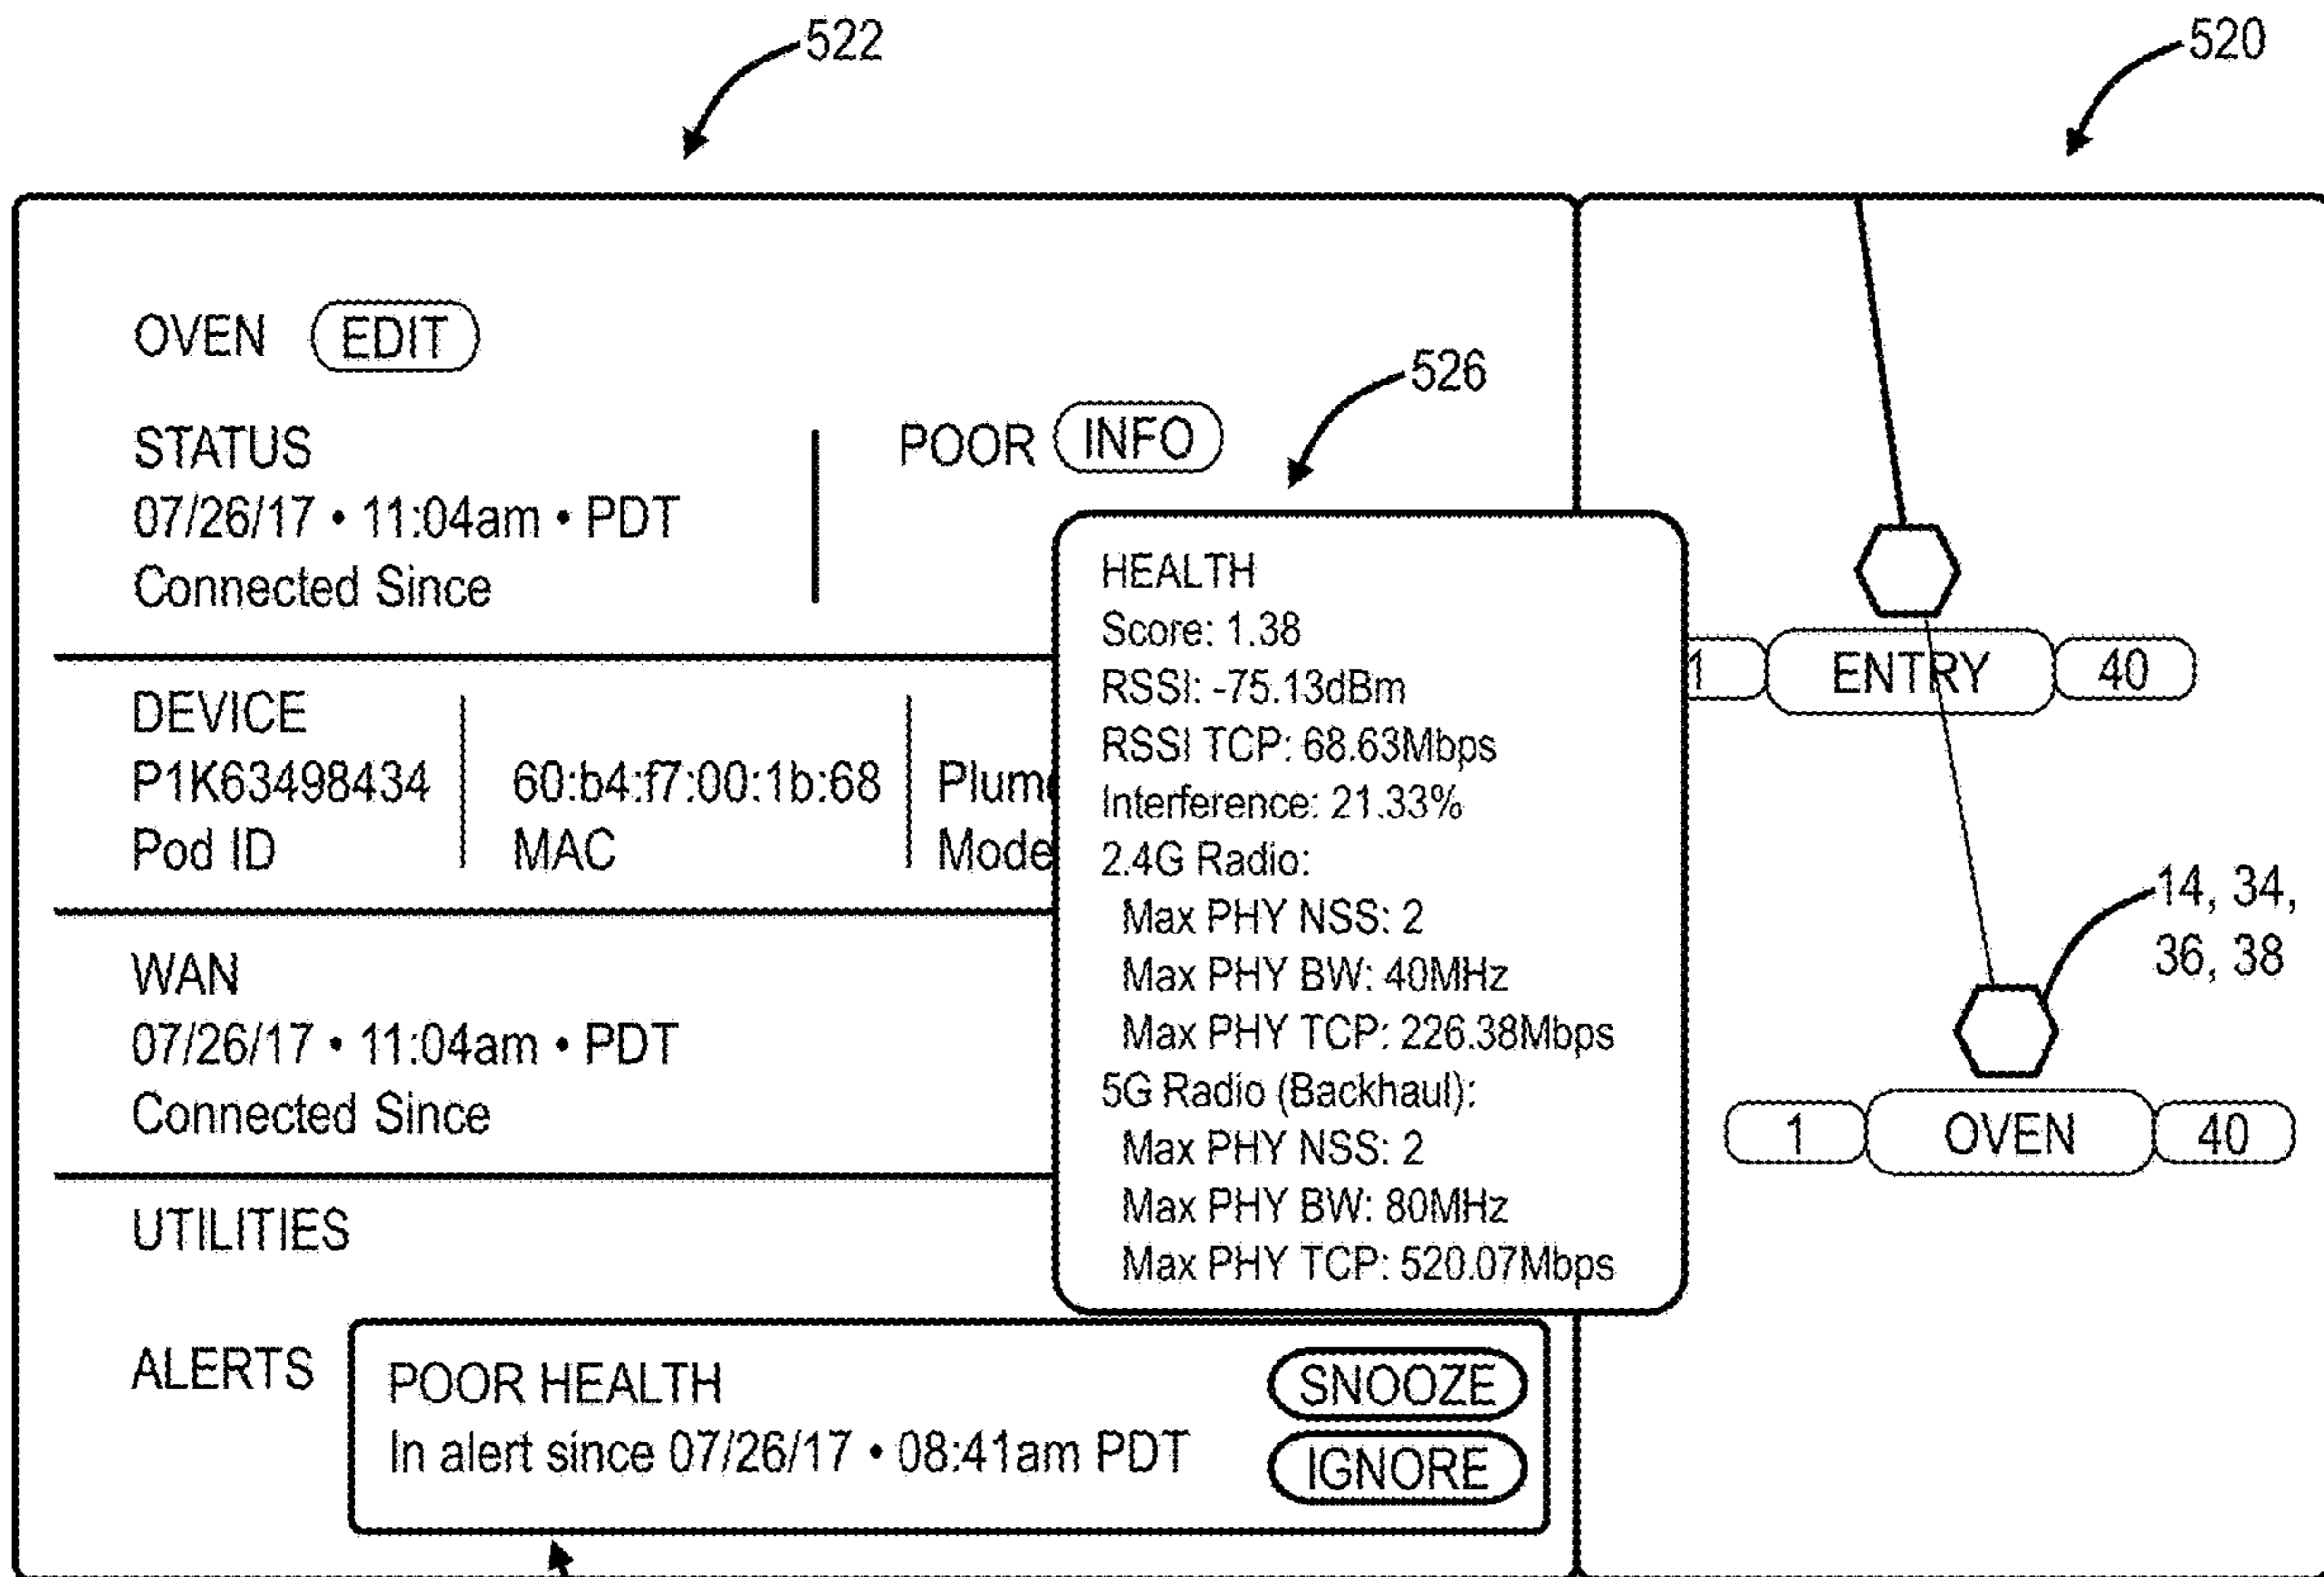 522
520
OVEN EDIT
526
STATUS
POOR INFO
07/26/17 • 11:04am • PDT
Connected Since
HEALTH
Score: 1.38
RSSI: -75.13dBm
RSSI TCP: 68.63Mbps
Interference: 21.33%
2.4G Radio:
Max PHY NSS: 2
Max PHY BW: 40MHz
Max PHY TCP: 226.38Mbps
5G Radio (Backhaul):
Max PHY NSS: 2
Max PHY BW: 80MHz
Max PHY TCP: 520.07Mbps
1 ENTRY 40
DEVICE
P1K63498434 60:b4:f7:00:1b:68 Plume
Pod ID MAC Mode
14, 34,
36, 38
WAN
07/26/17 • 11:04am • PDT
Connected Since
1 OVEN 40
UTILITIES
ALERTS
POOR HEALTH
In alert since 07/26/17 • 08:41am PDT
SNOOZE
IGNORE